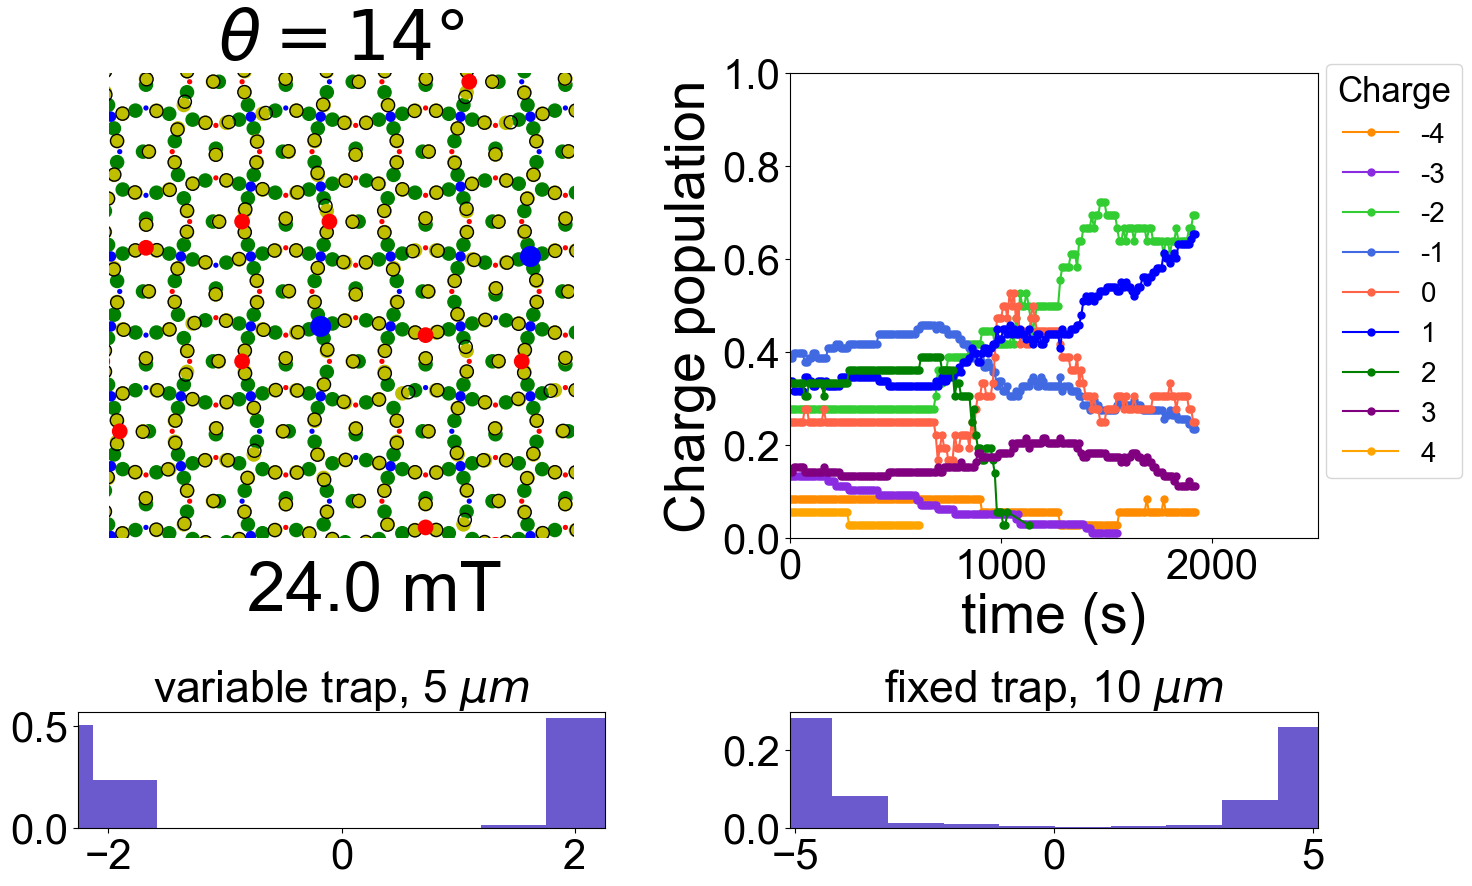 θ = 14°
24.0 mT
1.0
0.8
0.6
0.4
0.2
0.0
0 1000 2000
Charge population
time (s)
Charge
-4
-3
-2
-1
0
1
2
3
4
variable trap, 5 μm
0.5
0.0
−2 0 2
fixed trap, 10 μm
0.2
0.0
−5 0 5